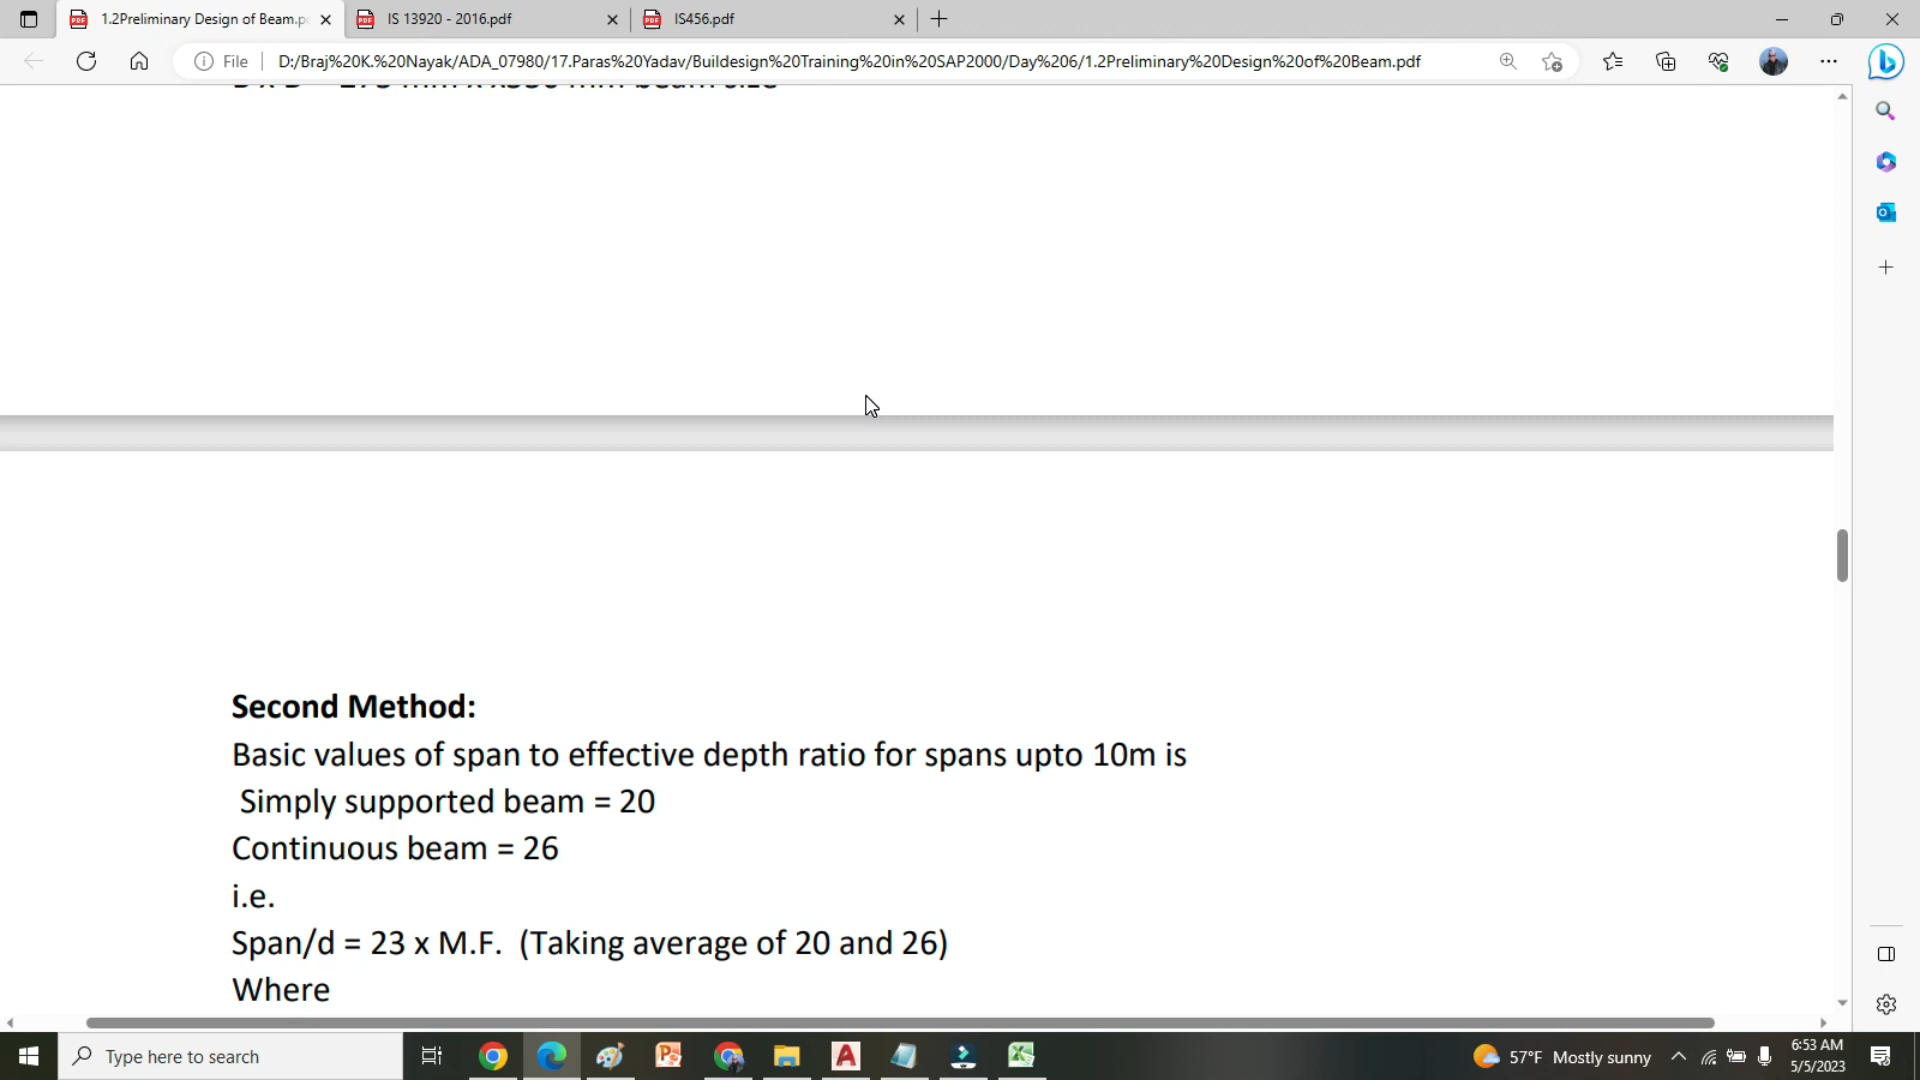 1.2Preliminary Design of Beam.p
IS 13920 - 2016.pdf
IS456.pdf
File
D:/Braj%20K.%20Nayak/ADA_07980/17.Paras%20Yadav/Buildesign%20Training%20in%20SAP2000/Day%206/1.2Preliminary%20Design%20of%20Beam.pdf
Second Method:
Basic values of span to effective depth ratio for spans upto 10m is
Simply supported beam = 20
Continuous beam = 26
i.e.
Span/d = 23 x M.F. (Taking average of 20 and 26)
Where
Type here to search
57°F Mostly sunny
6:53 AM
5/5/2023